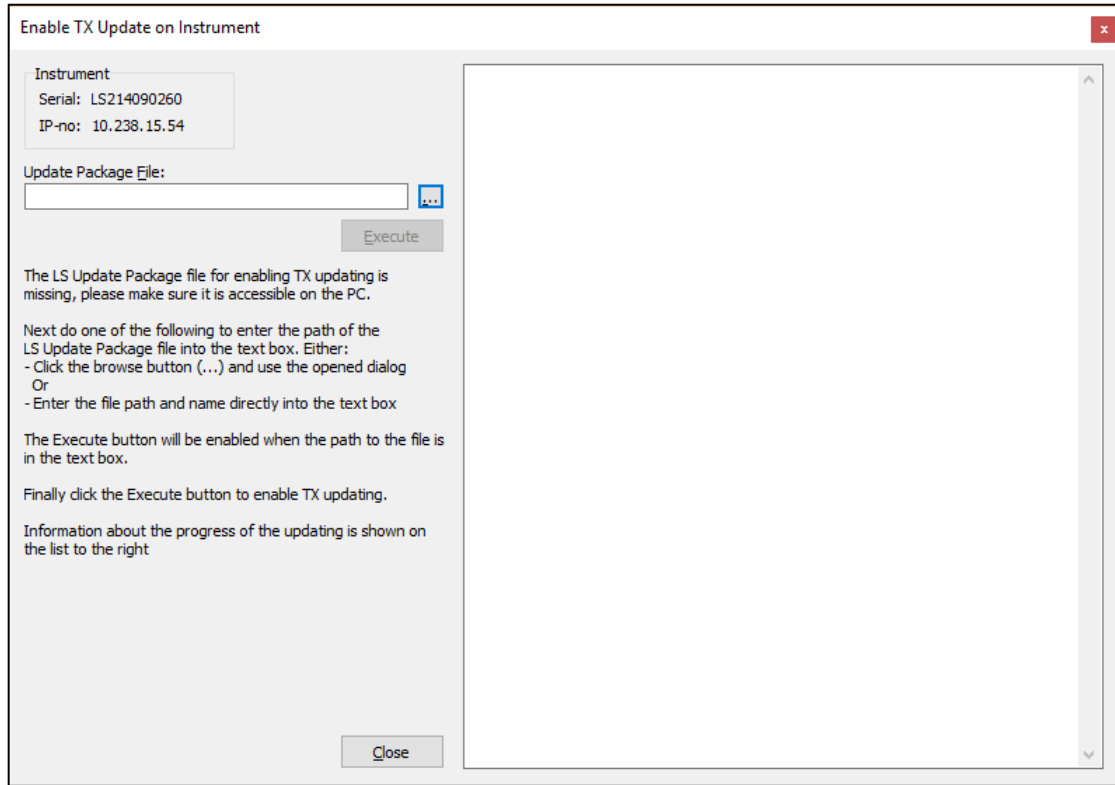 Enable TX Update on Instrument
x
Instrument
Serial: LS214090260
IP-no: 10.238.15.54
Update Package File:
...
Execute
The LS Update Package file for enabling TX updating is
missing, please make sure it is accessible on the PC.
Next do one of the following to enter the path of the
LS Update Package file into the text box. Either:
- Click the browse button (...) and use the opened dialog
Or
- Enter the file path and name directly into the text box
The Execute button will be enabled when the path to the file is
in the text box.
Finally click the Execute button to enable TX updating.
Information about the progress of the updating is shown on
the list to the right
Close